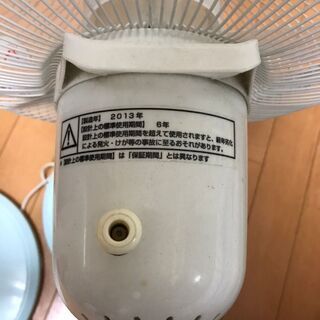 【製造年】 2013年
【設計上の標準使用期間】 6年
設計上の標準使用期間を超えて使用されますと、経年劣化
による発火・けが等の事故に至るおそれがあります。
※【設計上の標準使用期間】は「保証期間」とは異なります